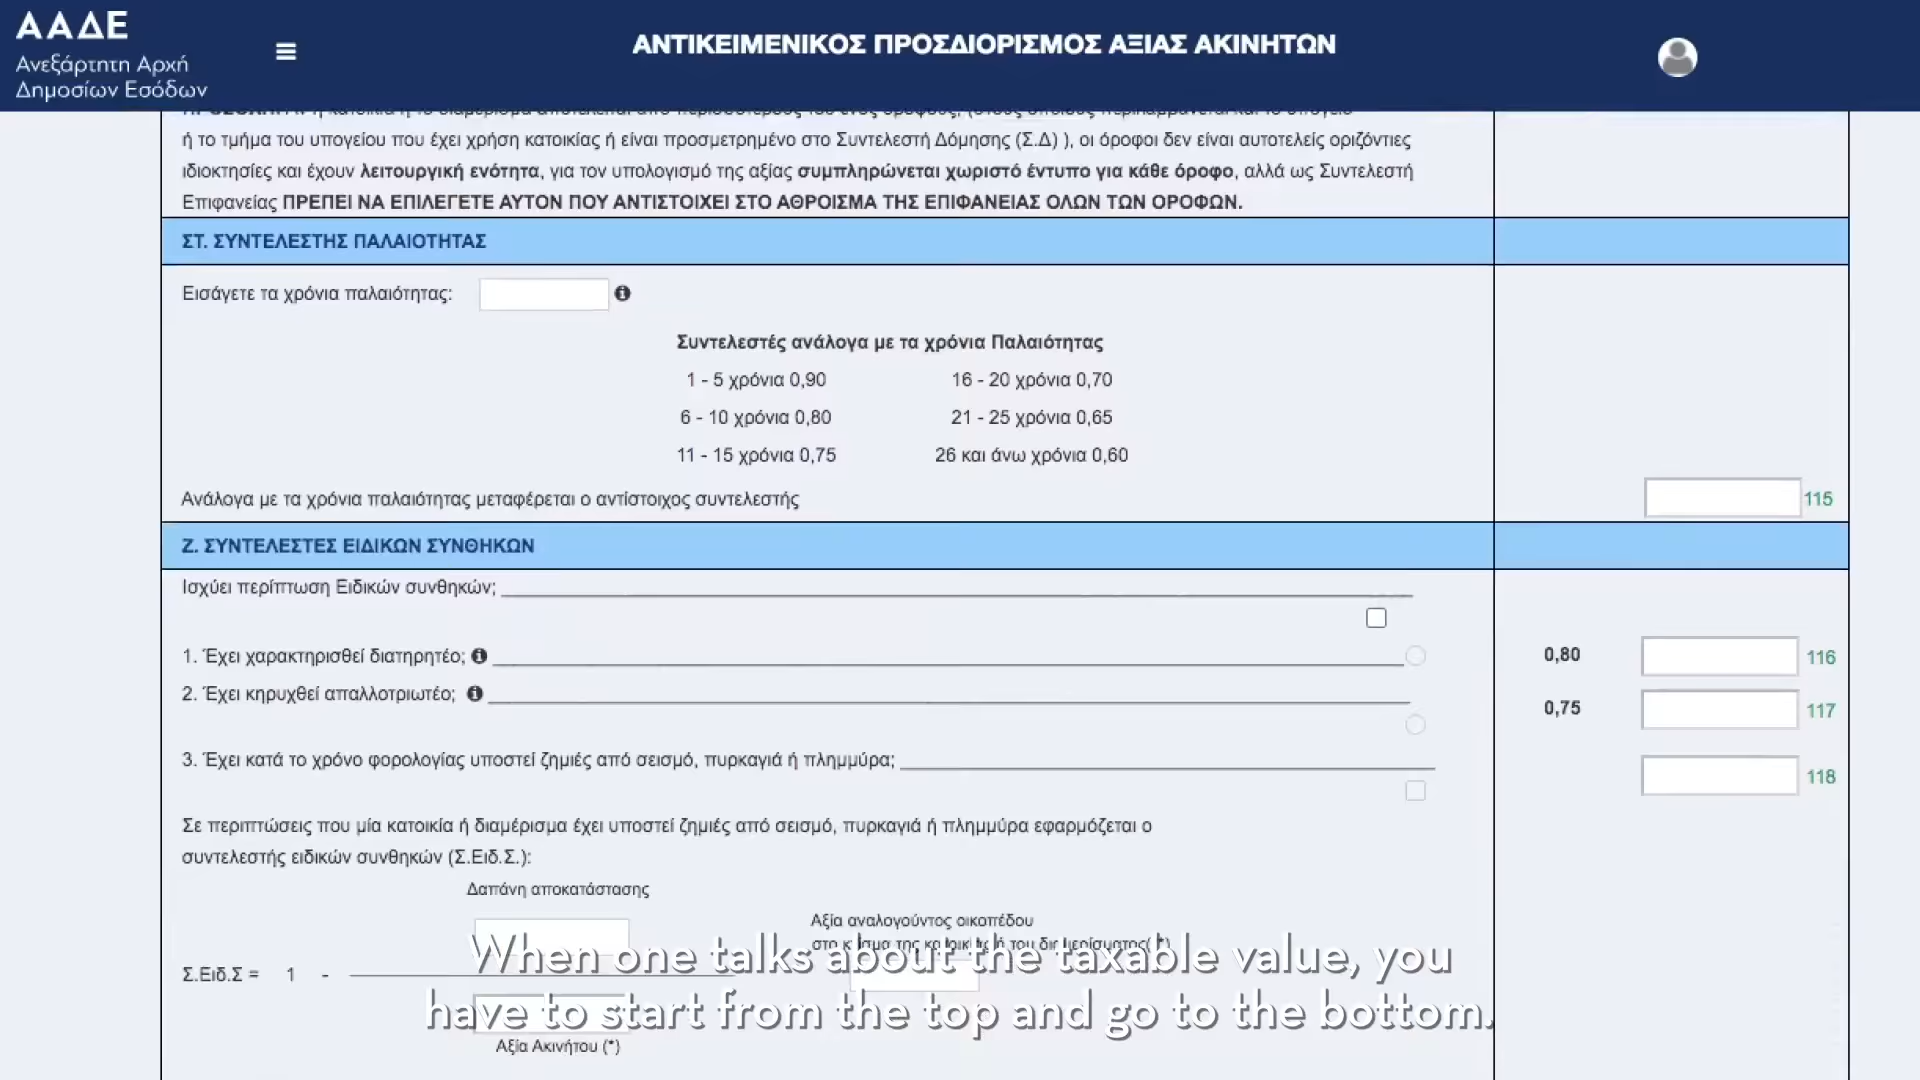 ΑΑΔΕ
Ανεξάρτητη Αρχή
Δημοσίων Εσόδων
ΑΝΤΙΚΕΙΜΕΝΙΚΟΣ ΠΡΟΣΔΙΟΡΙΣΜΟΣ ΑΞΙΑΣ ΑΚΙΝΗΤΩΝ
ή το τμήμα του υπογείου που έχει χρήση κατοικίας ή είναι προσμετρημένο στο Συντελεστή Δόμησης (Σ.Δ) ), οι όροφοι δεν είναι αυτοτελείς οριζόντιες
ιδιοκτησίες και έχουν λειτουργική ενότητα, για τον υπολογισμό της αξίας συμπληρώνεται χωριστό έντυπο για κάθε όροφο, αλλά ως Συντελεστή
Επιφανείας ΠΡΕΠΕΙ ΝΑ ΕΠΙΛΕΓΕΤΕ ΑΥΤΟΝ ΠΟΥ ΑΝΤΙΣΤΟΙΧΕΙ ΣΤΟ ΑΘΡΟΙΣΜΑ ΤΗΣ ΕΠΙΦΑΝΕΙΑΣ ΟΛΩΝ ΤΩΝ ΟΡΟΦΩΝ.
ΣΤ. ΣΥΝΤΕΛΕΣΤΗΣ ΠΑΛΑΙΟΤΗΤΑΣ
Εισάγετε τα χρόνια παλαιότητας:
Συντελεστές ανάλογα με τα χρόνια Παλαιότητας
1 - 5 χρόνια 0,90 16 - 20 χρόνια 0,70
6 - 10 χρόνια 0,80 21 - 25 χρόνια 0,65
11 - 15 χρόνια 0,75 26 και άνω χρόνια 0,60
Ανάλογα με τα χρόνια παλαιότητας μεταφέρεται ο αντίστοιχος συντελεστής 115
Ζ. ΣΥΝΤΕΛΕΣΤΕΣ ΕΙΔΙΚΩΝ ΣΥΝΘΗΚΩΝ
Ισχύει περίπτωση Ειδικών συνθηκών;
1. Έχει χαρακτηρισθεί διατηρητέο; 0,80 116
2. Έχει κηρυχθεί απαλλοτριωτέο; 0,75 117
3. Έχει κατά το χρόνο φορολογίας υποστεί ζημιές από σεισμό, πυρκαγιά ή πλημμύρα; 118
Σε περιπτώσεις που μία κατοικία ή διαμέρισμα έχει υποστεί ζημιές από σεισμό, πυρκαγιά ή πλημμύρα εφαρμόζεται ο
συντελεστής ειδικών συνθηκών (Σ.Ειδ.Σ.):
Δαπάνη αποκατάστασης
Αξία αναλογούντος οικοπέδου
Σ.Ειδ.Σ = 1 -
Αξία Ακινήτου (*)
When one talks about the taxable value, you
have to start from the top and go to the bottom.